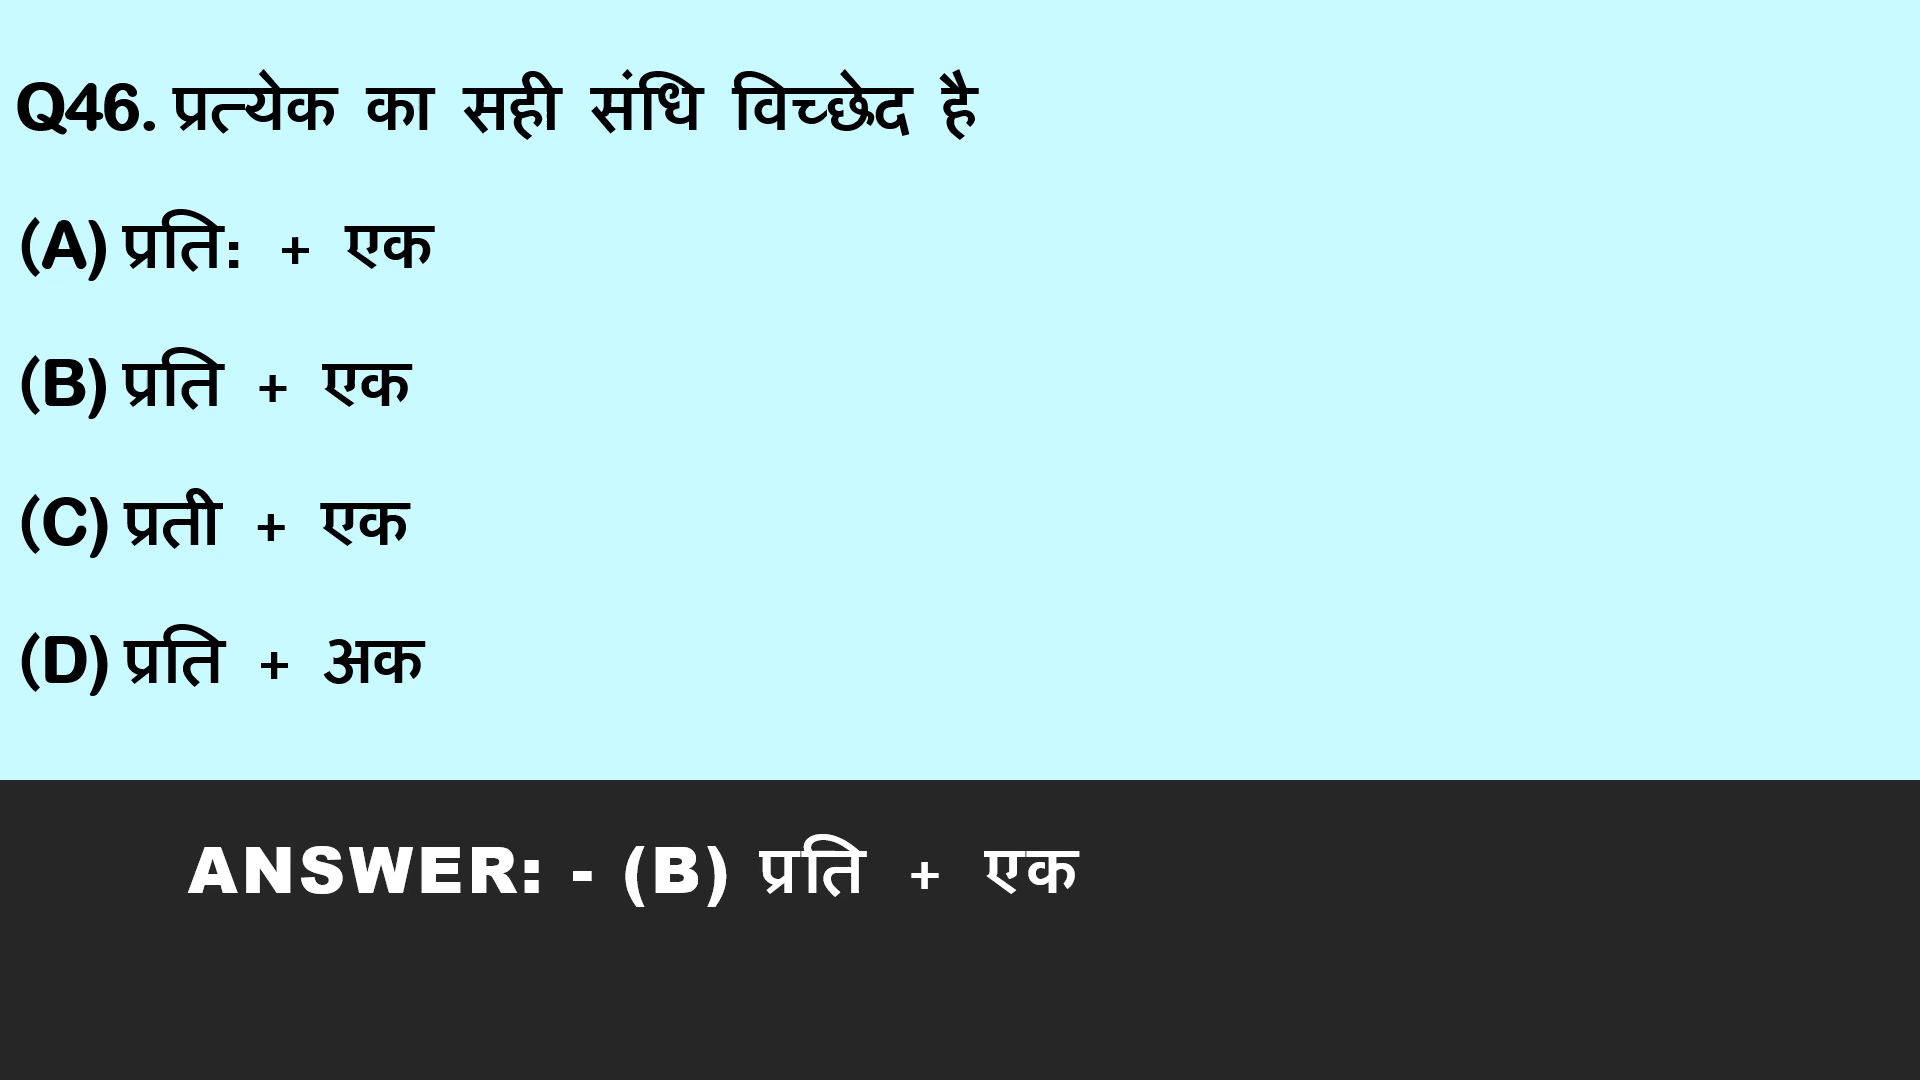 Q46. प्रत्येक का सही संधि विच्छेद है
(A) प्रति: + एक
(B) प्रति + एक
(C) प्रती + एक
(D) प्रति + अक
ANSWER: - (B) प्रति + एक